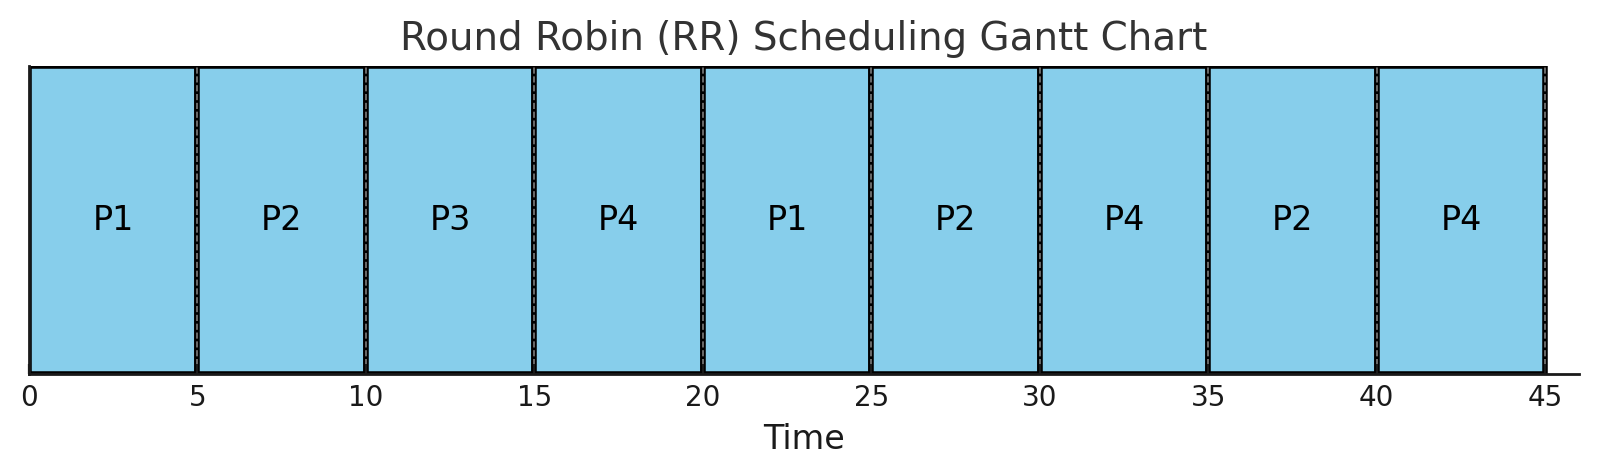 Round Robin (RR) Scheduling Gantt Chart
P1 P2 P3 P4 P1 P2 P4 P2 P4
0 5 10 15 20 25 30 35 40 45
Time